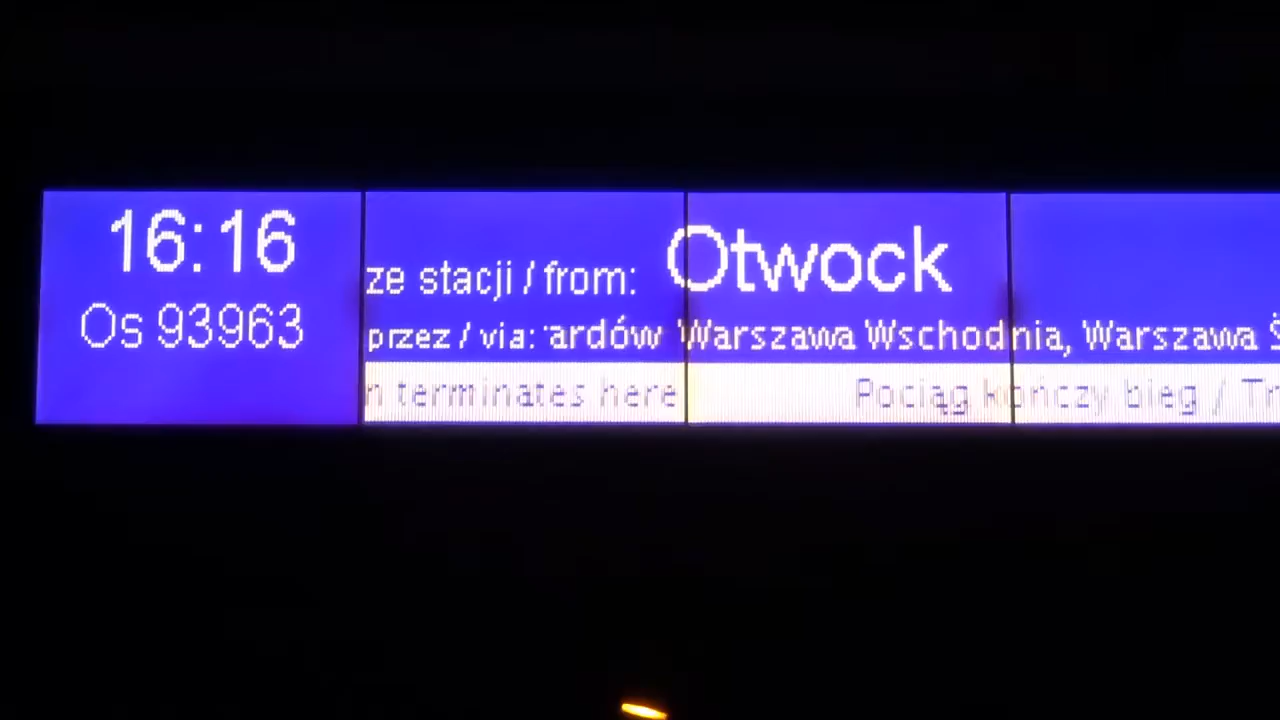 16:16
Os 93963
ze stacji / from: Otwock
przez / via: ardów Warszawa Wschodnia, Warszawa Ś
n terminates here Pociąg kończy bieg / Tr